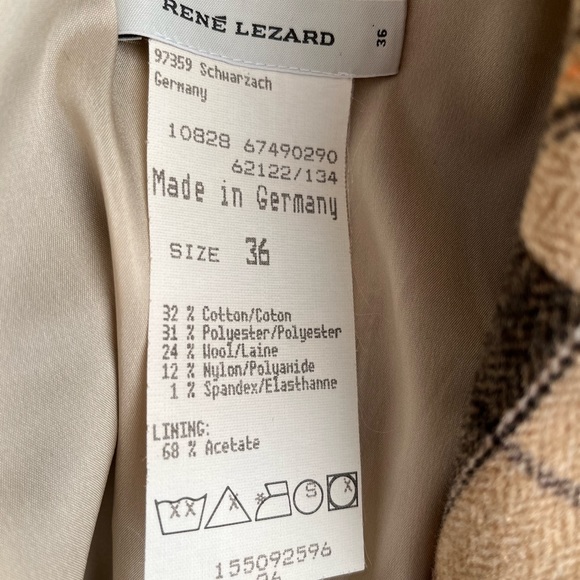 RENÉ LEZARD
36
97359 Schwarzach
Germany
10828 67490290
62122/134
Made in Germany
SIZE 36
32 % Cotton/Coton
31 % Polyester/Polyester
24 % Wool/Laine
12 % Nylon/Polyamide
1 % Spandex/Elasthanne
LINING:
68 % Acetate
S
155092596